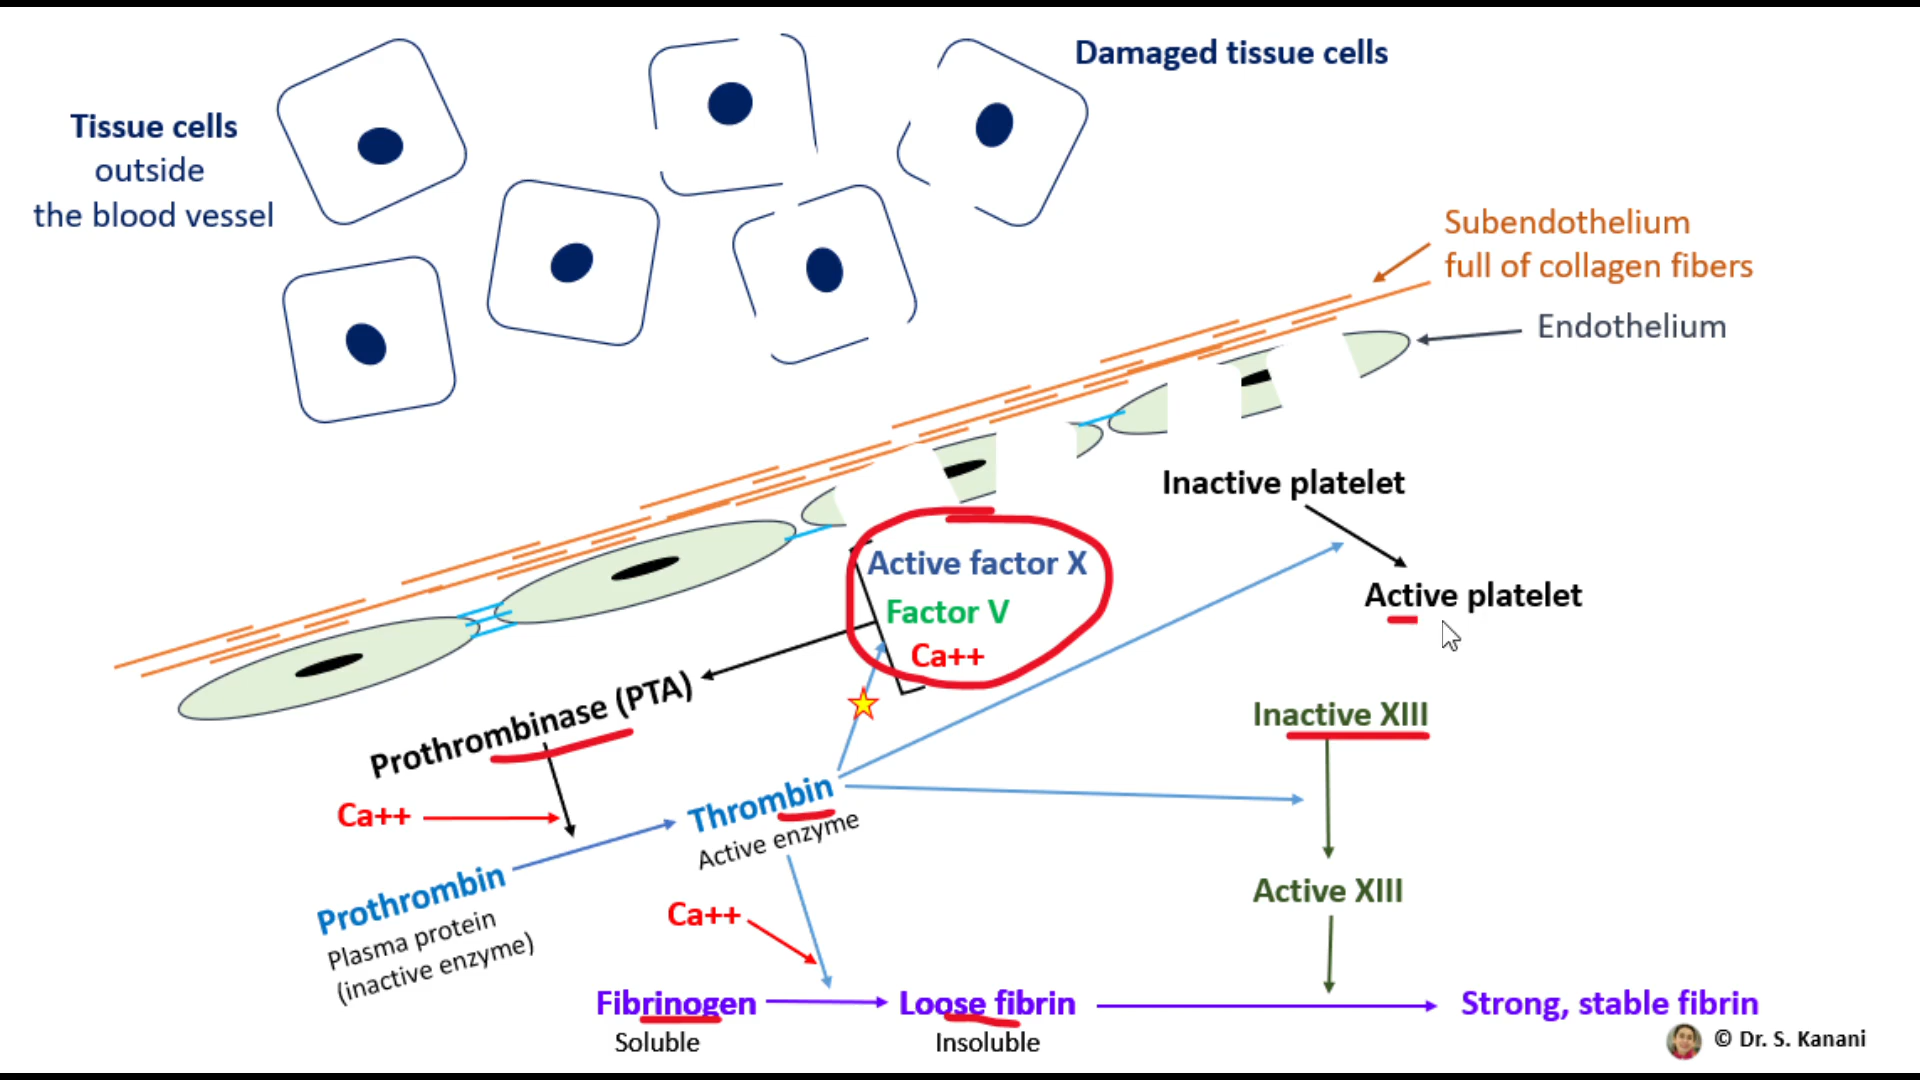 Damaged tissue cells
Tissue cells
outside
the blood vessel
Subendothelium
full of collagen fibers
Endothelium
Inactive platelet
Active factor X
Factor V
Ca++
Active platelet
Prothrombinase (PTA)
Inactive XIII
Ca++
Thrombin
Active enzyme
Prothrombin
Plasma protein
(inactive enzyme)
Active XIII
Ca++
Fibrinogen
Soluble
Loose fibrin
Insoluble
Strong, stable fibrin
© Dr. S. Kanani